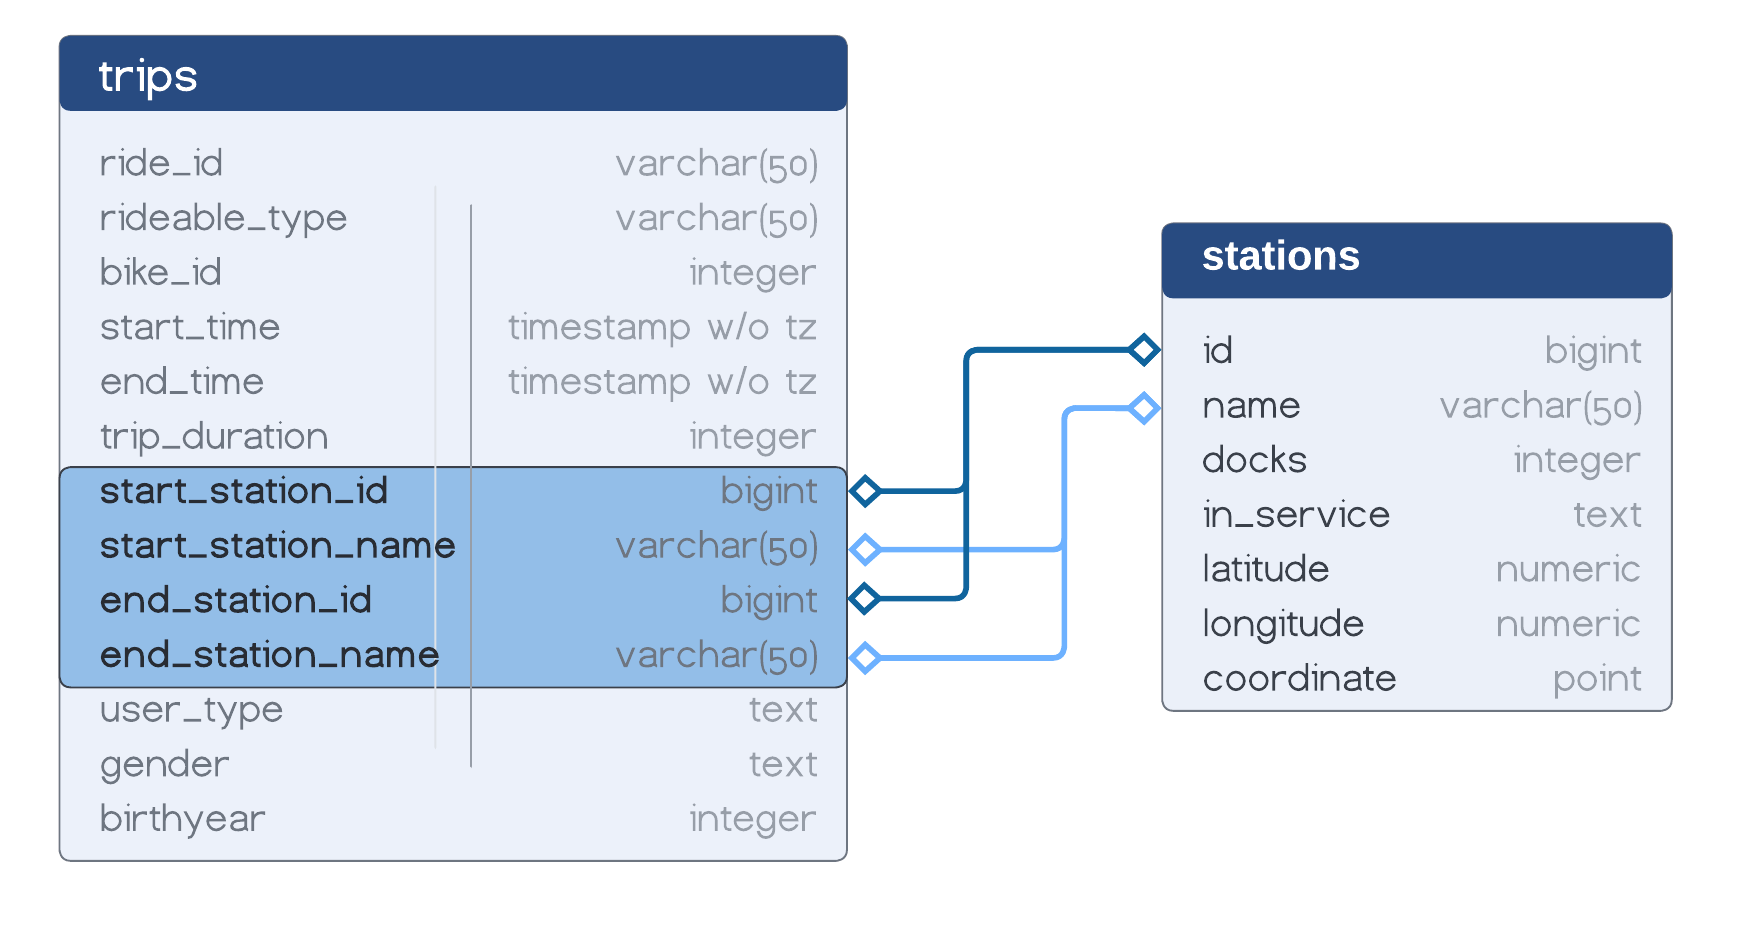 trips
ride_id varchar(50)
rideable_type varchar(50)
bike_id integer
start_time timestamp w/o tz
end_time timestamp w/o tz
trip_duration integer
start_station_id bigint
start_station_name varchar(50)
end_station_id bigint
end_station_name varchar(50)
user_type text
gender text
birthyear integer
stations
id bigint
name varchar(50)
docks integer
in_service text
latitude numeric
longitude numeric
coordinate point